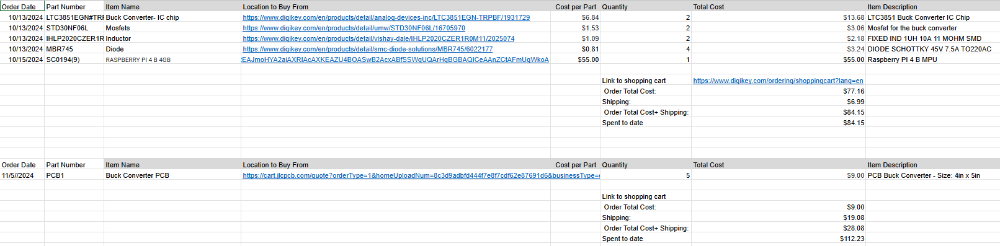 Order Date Part Number Item Name Location to Buy From Cost per Part Quantity Total Cost Item Description
10/13/2024 LTC3851EGN#TRF Buck Converter- IC chip https://www.digikey.com/en/products/detail/analog-devices-inc/LTC3851EGN-TRPBF/1931729 $6.84 2 $13.68 LTC3851 Buck Converter IC Chip
10/13/2024 STD30NF06L Mosfets https://www.digikey.com/en/products/detail/umw/STD30NF06L/16705970 $1.53 2 $3.06 Mosfet for the buck converter
10/13/2024 IHLP2020CZER1R Inductor https://www.digikey.com/en/products/detail/vishay-dale/IHLP2020CZER1R0M11/2025074 $1.09 2 $2.18 FIXED IND 1UH 10A 11 MOHM SMD
10/13/2024 MBR745 Diode https://www.digikey.com/en/products/detail/smc-diode-solutions/MBR745/6022177 $0.81 4 $3.24 DIODE SCHOTTKY 45V 7.5A TO220AC
10/15/2024 SC0194(9) RASPBERRY PI 4 B 4GB EAJmoHYA2aiAXRIAcAXKEAZU4BOASwB2AcxABfSSWgUQArHgBGBAQICeAAnZCtAFmUgWkoA $55.00 1 $55.00 Raspberry PI 4 B MPU
Link to shopping cart https://www.digikey.com/ordering/shoppingcart?lang=en
Order Total Cost: $77.16
Shipping: $6.99
Order Total Cost+ Shipping: $84.15
Spent to date $84.15
Order Date Part Number Item Name Location to Buy From Cost per Part Quantity Total Cost Item Description
11/5//2024 PCB1 Buck Converter PCB https://cart.jlcpcb.com/quote?orderType=1&homeUploadNum=8c3d9adbfd444f7e8f7cdf62e87691d6&businessType= 5 $9.00 PCB Buck Converter - Size: 4in x 5in
Link to shopping cart
Order Total Cost: $9.00
Shipping: $19.08
Order Total Cost+ Shipping: $28.08
Spent to date $112.23